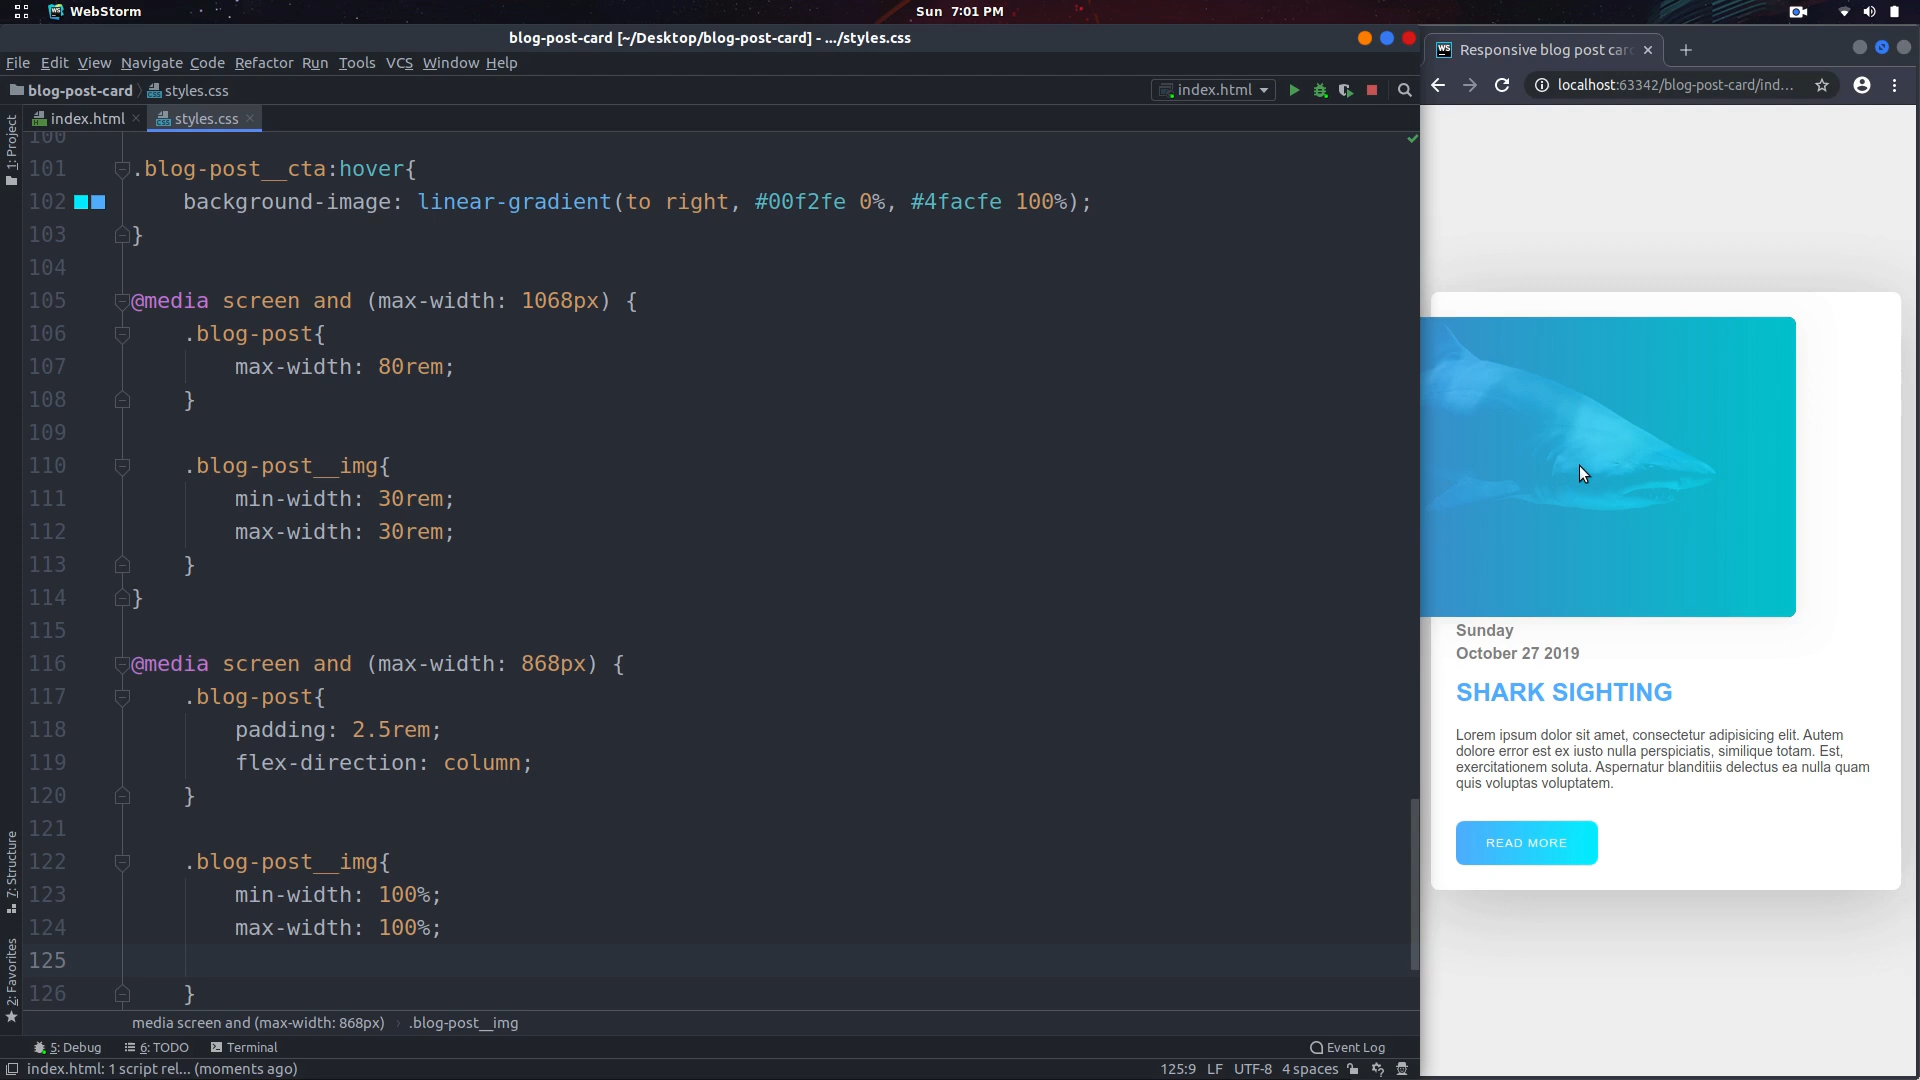 WebStorm
Sun 7:01 PM
blog-post-card [~/Desktop/blog-post-card] - .../styles.css
File Edit View Navigate Code Refactor Run Tools VCS Window Help
blog-post-card styles.css
index.html
index.html
styles.css
1: Project
7: Structure
2: Favorites
100
101 .blog-post__cta:hover{
102 background-image: linear-gradient(to right, #00f2fe 0%, #4facfe 100%);
103 }
104
105 @media screen and (max-width: 1068px) {
106 .blog-post{
107 max-width: 80rem;
108 }
109
110 .blog-post__img{
111 min-width: 30rem;
112 max-width: 30rem;
113 }
114 }
115
116 @media screen and (max-width: 868px) {
117 .blog-post{
118 padding: 2.5rem;
119 flex-direction: column;
120 }
121
122 .blog-post__img{
123 min-width: 100%;
124 max-width: 100%;
125
126 }
media screen and (max-width: 868px) › .blog-post__img
5: Debug 6: TODO Terminal
Event Log
index.html: 1 script rel... (moments ago)
125:9 LF UTF-8 4 spaces
WS Responsive blog post card
localhost:63342/blog-post-card/ind...
Sunday
October 27 2019
SHARK SIGHTING
Lorem ipsum dolor sit amet, consectetur adipisicing elit. Autem
dolore error est ex iusto nulla perspiciatis, similique totam. Est,
exercitationem soluta. Aspernatur blanditiis delectus ea nulla quam
quis voluptas voluptatem.
READ MORE